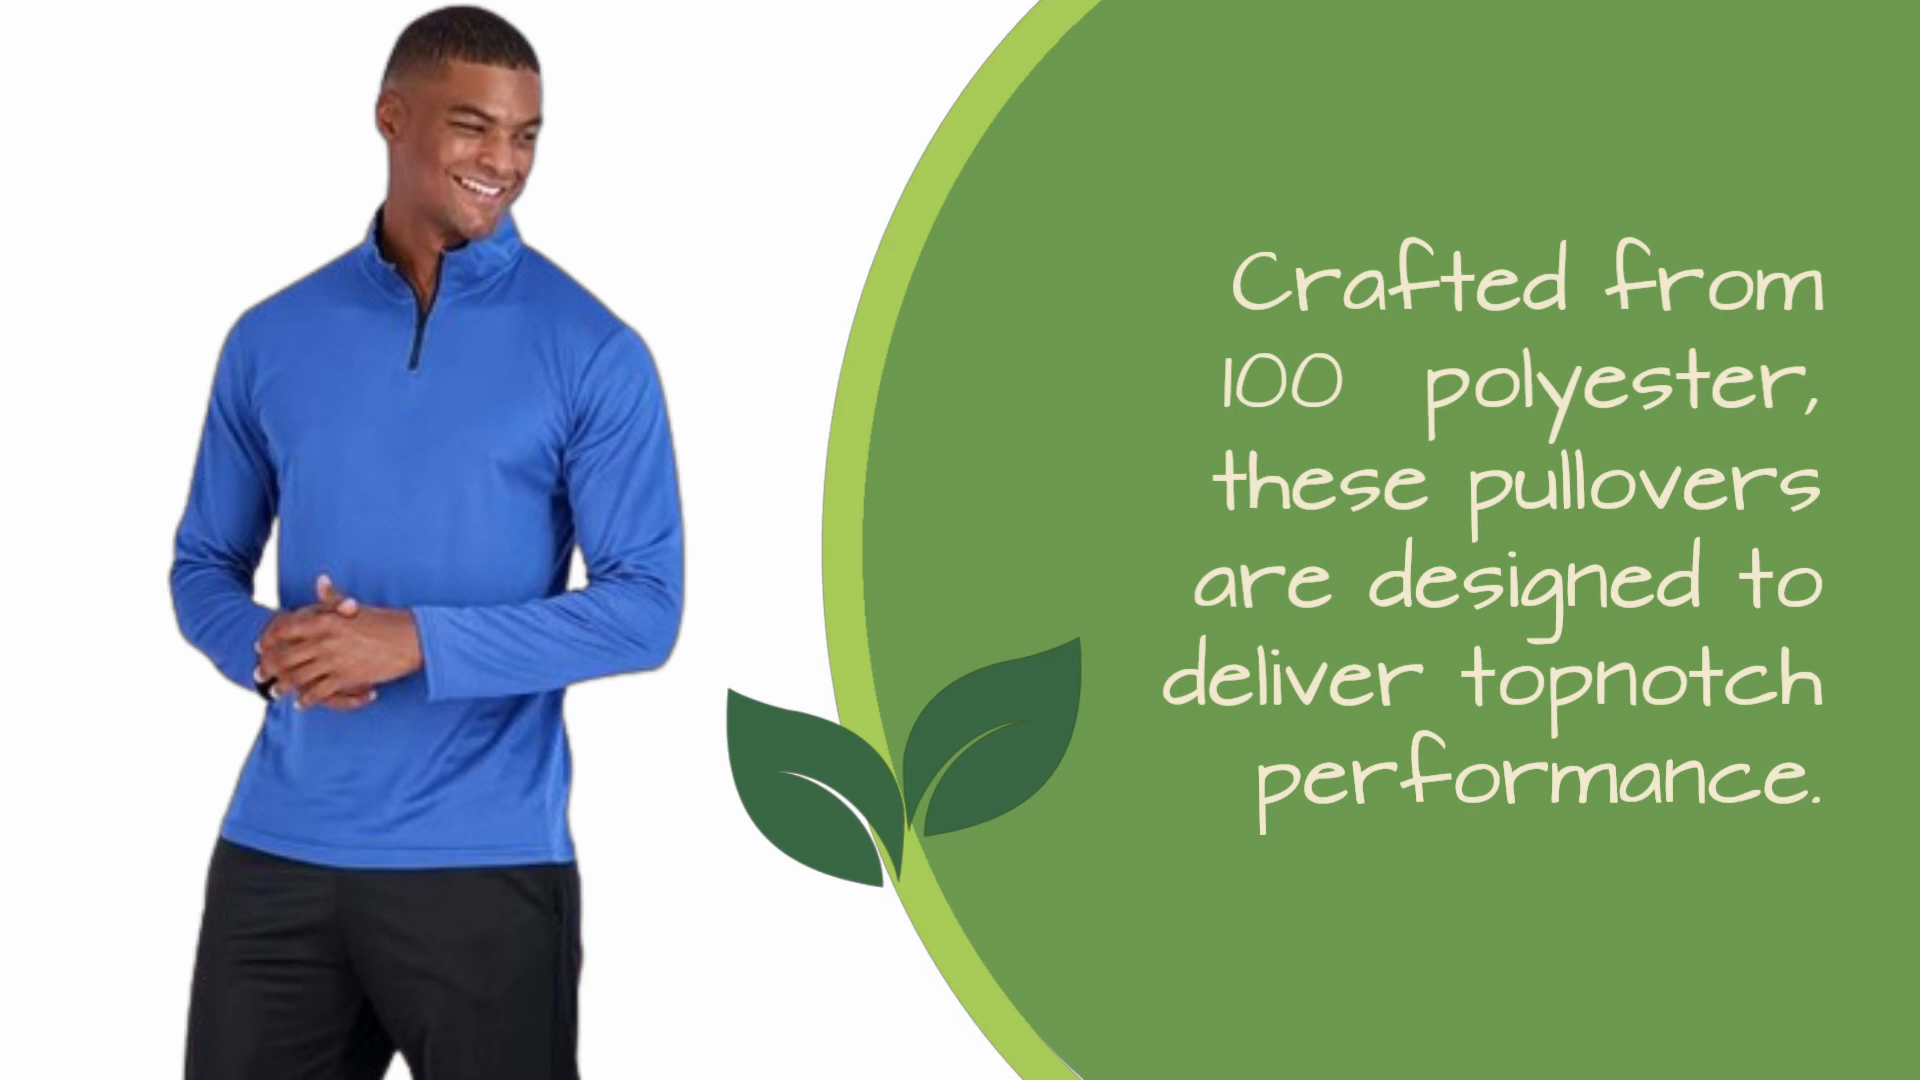 Crafted from
100  polyester,
these pullovers
are designed to
deliver topnotch
performance.